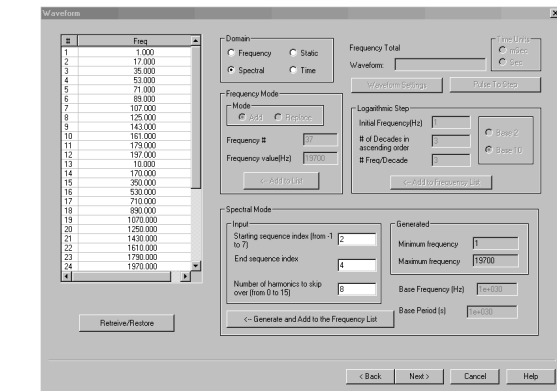 Waveform
# Freq
1 1.000
2 17.000
3 35.000
4 53.000
5 71.000
6 89.000
7 107.000
8 125.000
9 143.000
10 161.000
11 179.000
12 197.000
13 10.000
14 170.000
15 350.000
16 530.000
17 710.000
18 890.000
19 1070.000
20 1250.000
21 1430.000
22 1610.000
23 1790.000
24 1970.000
Retreive/Restore
Domain
Frequency Static
Spectral Time
Frequency Total
Waveform:
Time Units
mSec
Sec
Waveform Settings Pulse To Step
Frequency Mode
Mode
Add Replace
Frequency # 37
Frequency value(Hz) 19700
<-- Add to List
Logarithmic Step
Initial Frequency(Hz) 1
# of Decades in ascending order 3
# Freq/Decade 3
Base 2
Base 10
<-- Add to Frequency List
Spectral Mode
Input
Starting sequence index (from -1
to 7) 2
End sequence index 4
Number of harmonics to skip
over (from 0 to 15) 8
<-- Generate and Add to the Frequency List
Generated
Minimum frequency 1
Maximum frequency 19700
Base Frequency (Hz) 1e+030
Base Period (s) 1e+030
< Back Next > Cancel Help